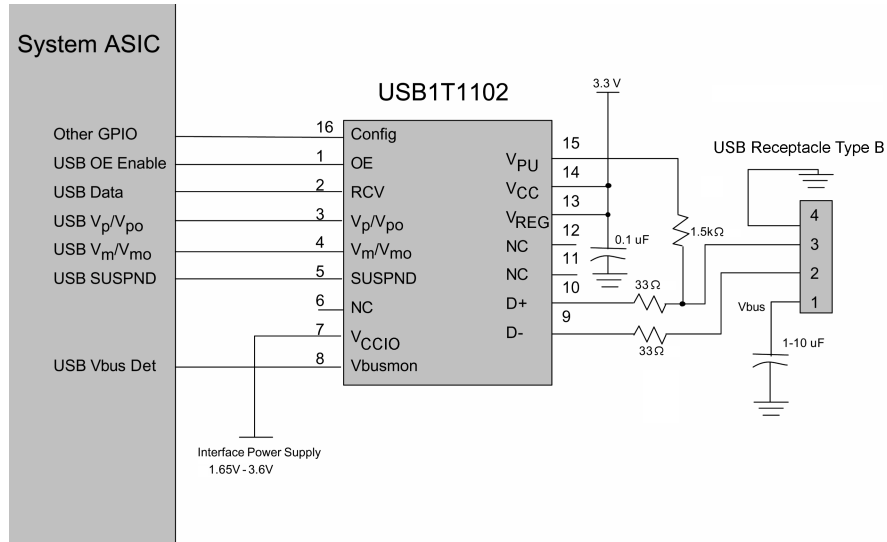 System ASIC
USB1T1102
3.3 V
USB Receptacle Type B
Other GPIO
USB OE Enable
USB Data
USB Vp/Vpo
USB Vm/Vmo
USB SUSPND
USB Vbus Det
16
1
2
3
4
5
6
7
8
Config
OE
RCV
Vp/Vpo
Vm/Vmo
SUSPND
NC
VCCIO
Vbusmon
VPU
VCC
VREG
NC
NC
D+
D-
15
14
13
12
11
10
9
0.1 uF
1.5kΩ
33Ω
33Ω
4
3
2
1
Vbus
1-10 uF
Interface Power Supply
1.65V - 3.6V